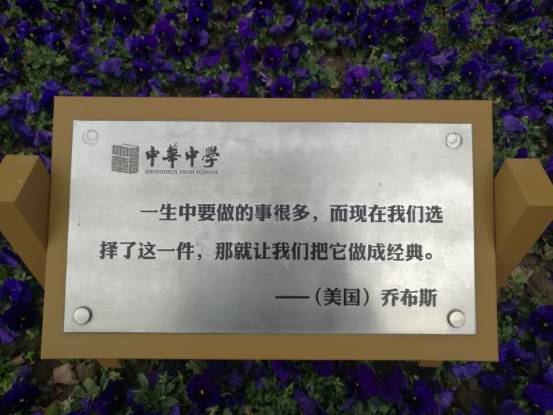 中華中學
ZHONGHUA HIGH SCHOOL
一生中要做的事很多，而现在我们选
择了这一件，那就让我们把它做成经典。
——（美国）乔布斯